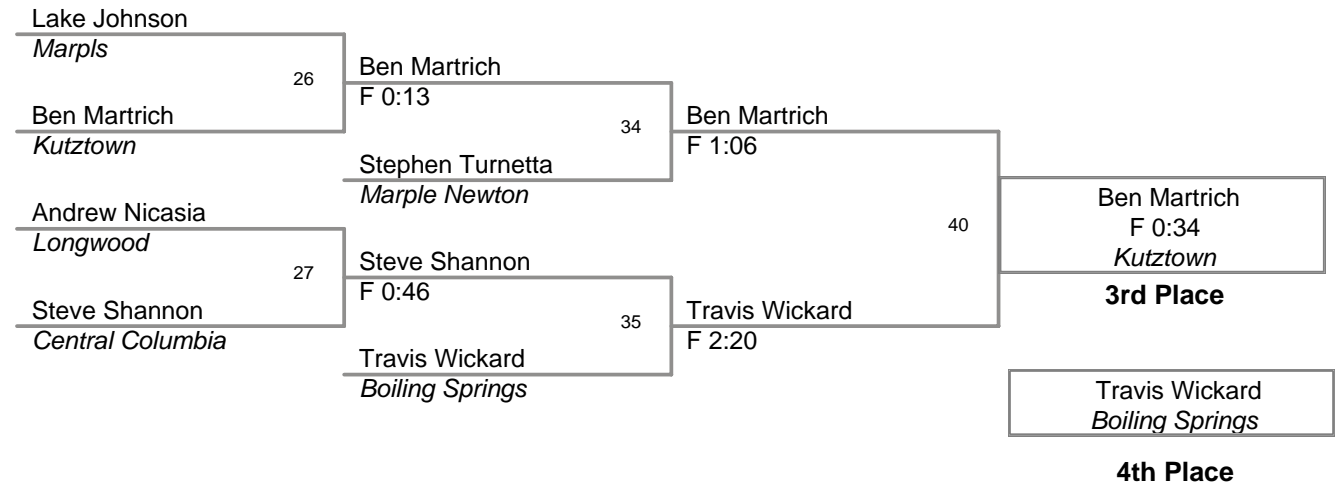 Lake Johnson
Marpls
26
Ben Martrich
F 0:13
Ben Martrich
Kutztown
34
Ben Martrich
F 1:06
Stephen Turnetta
Marple Newton
Andrew Nicasia
Longwood
27
Steve Shannon
F 0:46
Steve Shannon
Central Columbia
35
Travis Wickard
F 2:20
Travis Wickard
Boiling Springs
40
Ben Martrich
F 0:34
Kutztown
3rd Place
Travis Wickard
Boiling Springs
4th Place